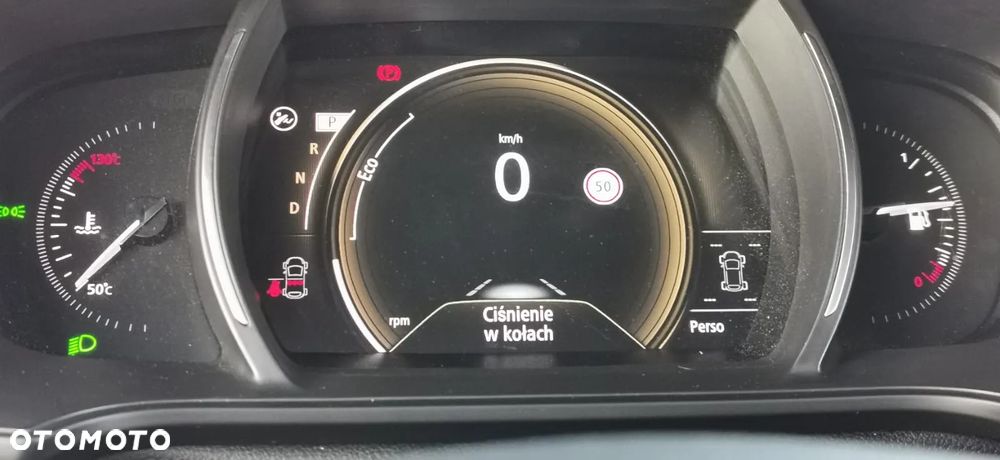 130°C
50°C
P
P
R
N
D
Eco
km/h
0
50
rpm
Ciśnienie
w kołach
-- --
-- --
Perso
1
0
OTOMOTO